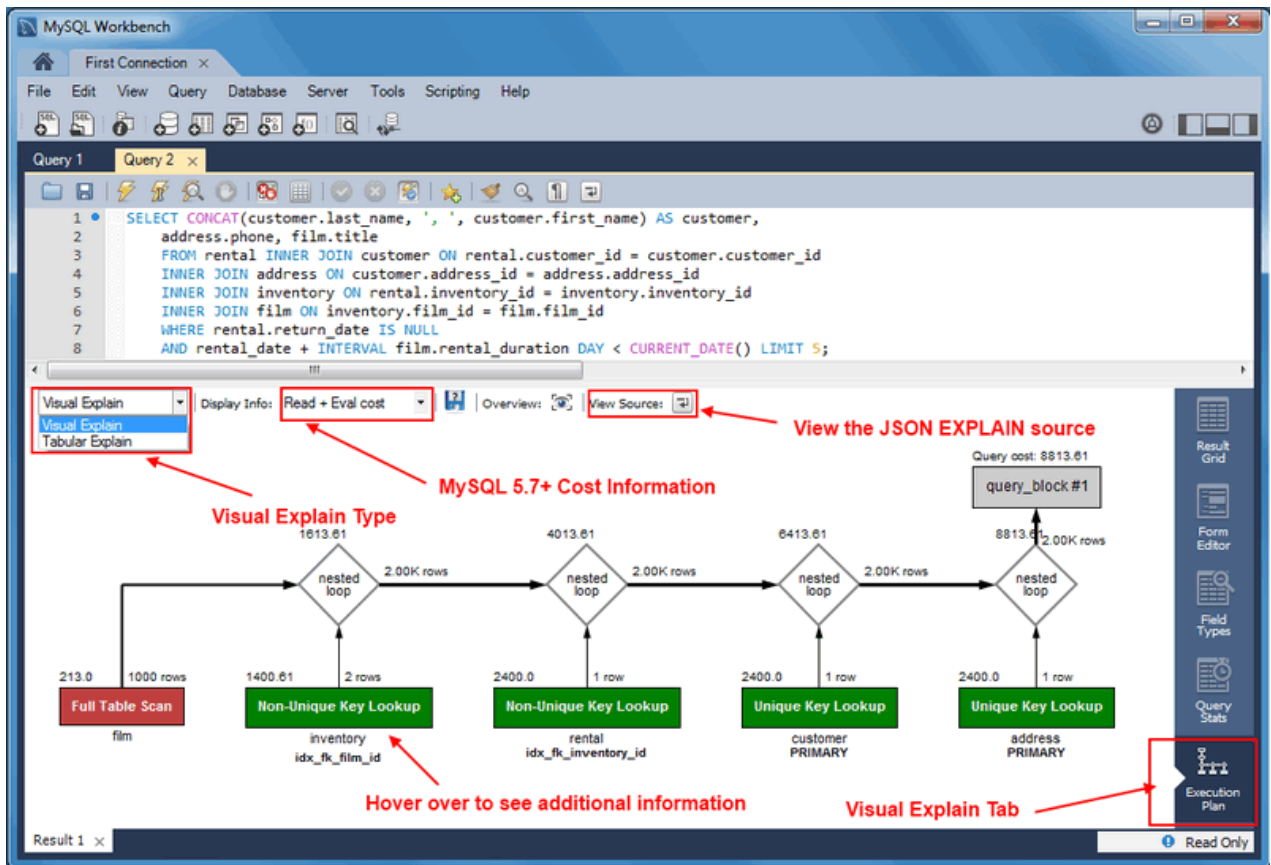 MySQL Workbench
First Connection ×
File Edit View Query Database Server Tools Scripting Help
Query 1 Query 2 ×
1 SELECT CONCAT(customer.last_name, ', ', customer.first_name) AS customer,
2 address.phone, film.title
3 FROM rental INNER JOIN customer ON rental.customer_id = customer.customer_id
4 INNER JOIN address ON customer.address_id = address.address_id
5 INNER JOIN inventory ON rental.inventory_id = inventory.inventory_id
6 INNER JOIN film ON inventory.film_id = film.film_id
7 WHERE rental.return_date IS NULL
8 AND rental_date + INTERVAL film.rental_duration DAY < CURRENT_DATE() LIMIT 5;
Visual Explain Display Info: Read + Eval cost Overview: View Source:
Visual Explain
Tabular Explain
View the JSON EXPLAIN source
MySQL 5.7+ Cost Information
Visual Explain Type
Query cost: 8813.61
query_block #1
1613.61 4013.61 6413.61 8813.61
2.00K rows
nested loop 2.00K rows
nested loop 2.00K rows
nested loop 2.00K rows
nested loop
213.0 1000 rows 1400.61 2 rows 2400.0 1 row 2400.0 1 row 2400.0 1 row
Full Table Scan Non-Unique Key Lookup Non-Unique Key Lookup Unique Key Lookup Unique Key Lookup
film inventory rental customer address
idx_fk_film_id idx_fk_inventory_id PRIMARY PRIMARY
Hover over to see additional information
Visual Explain Tab
Result Grid
Form Editor
Field Types
Query Stats
Execution Plan
Result 1 × Read Only